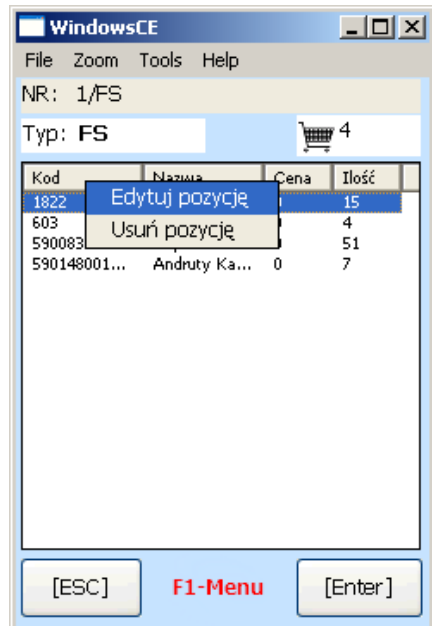 WindowsCE
File Zoom Tools Help
NR: 1/FS
Typ: FS 4
Kod Nazwa Cena Ilość
1822 15
Edytuj pozycję
603 4
Usuń pozycję
590083 51
590148001... Andruty Ka... 0 7
[ESC] F1-Menu [Enter]